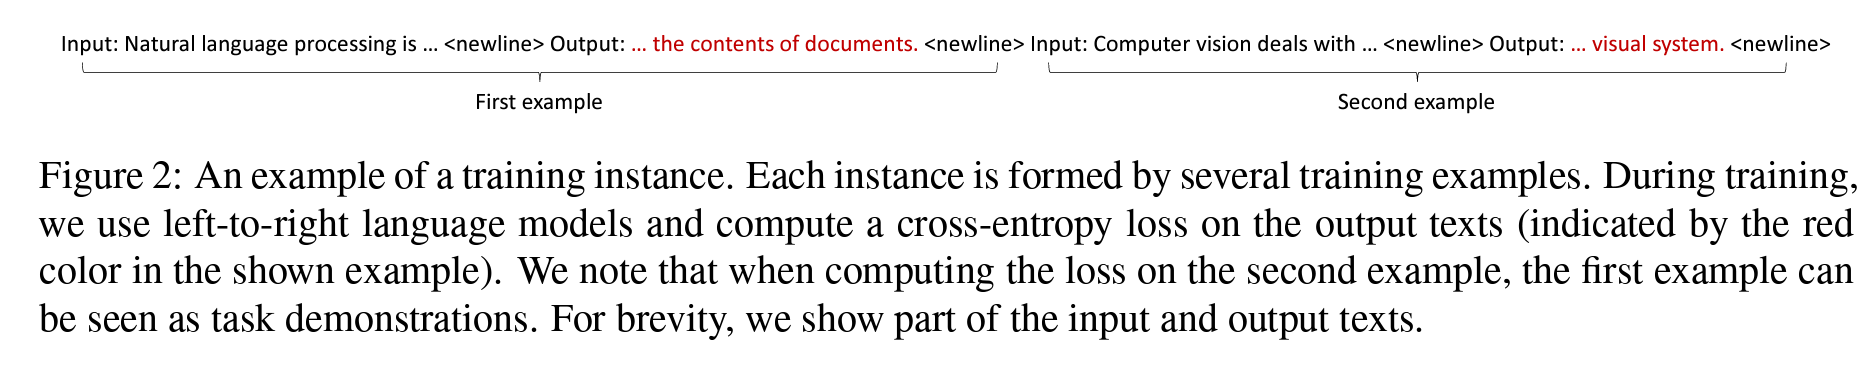 Input: Natural language processing is … <newline> Output: … the contents of documents. <newline> Input: Computer vision deals with … <newline> Output: … visual system. <newline>
First example
Second example
Figure 2: An example of a training instance. Each instance is formed by several training examples. During training,
we use left-to-right language models and compute a cross-entropy loss on the output texts (indicated by the red
color in the shown example). We note that when computing the loss on the second example, the first example can
be seen as task demonstrations. For brevity, we show part of the input and output texts.